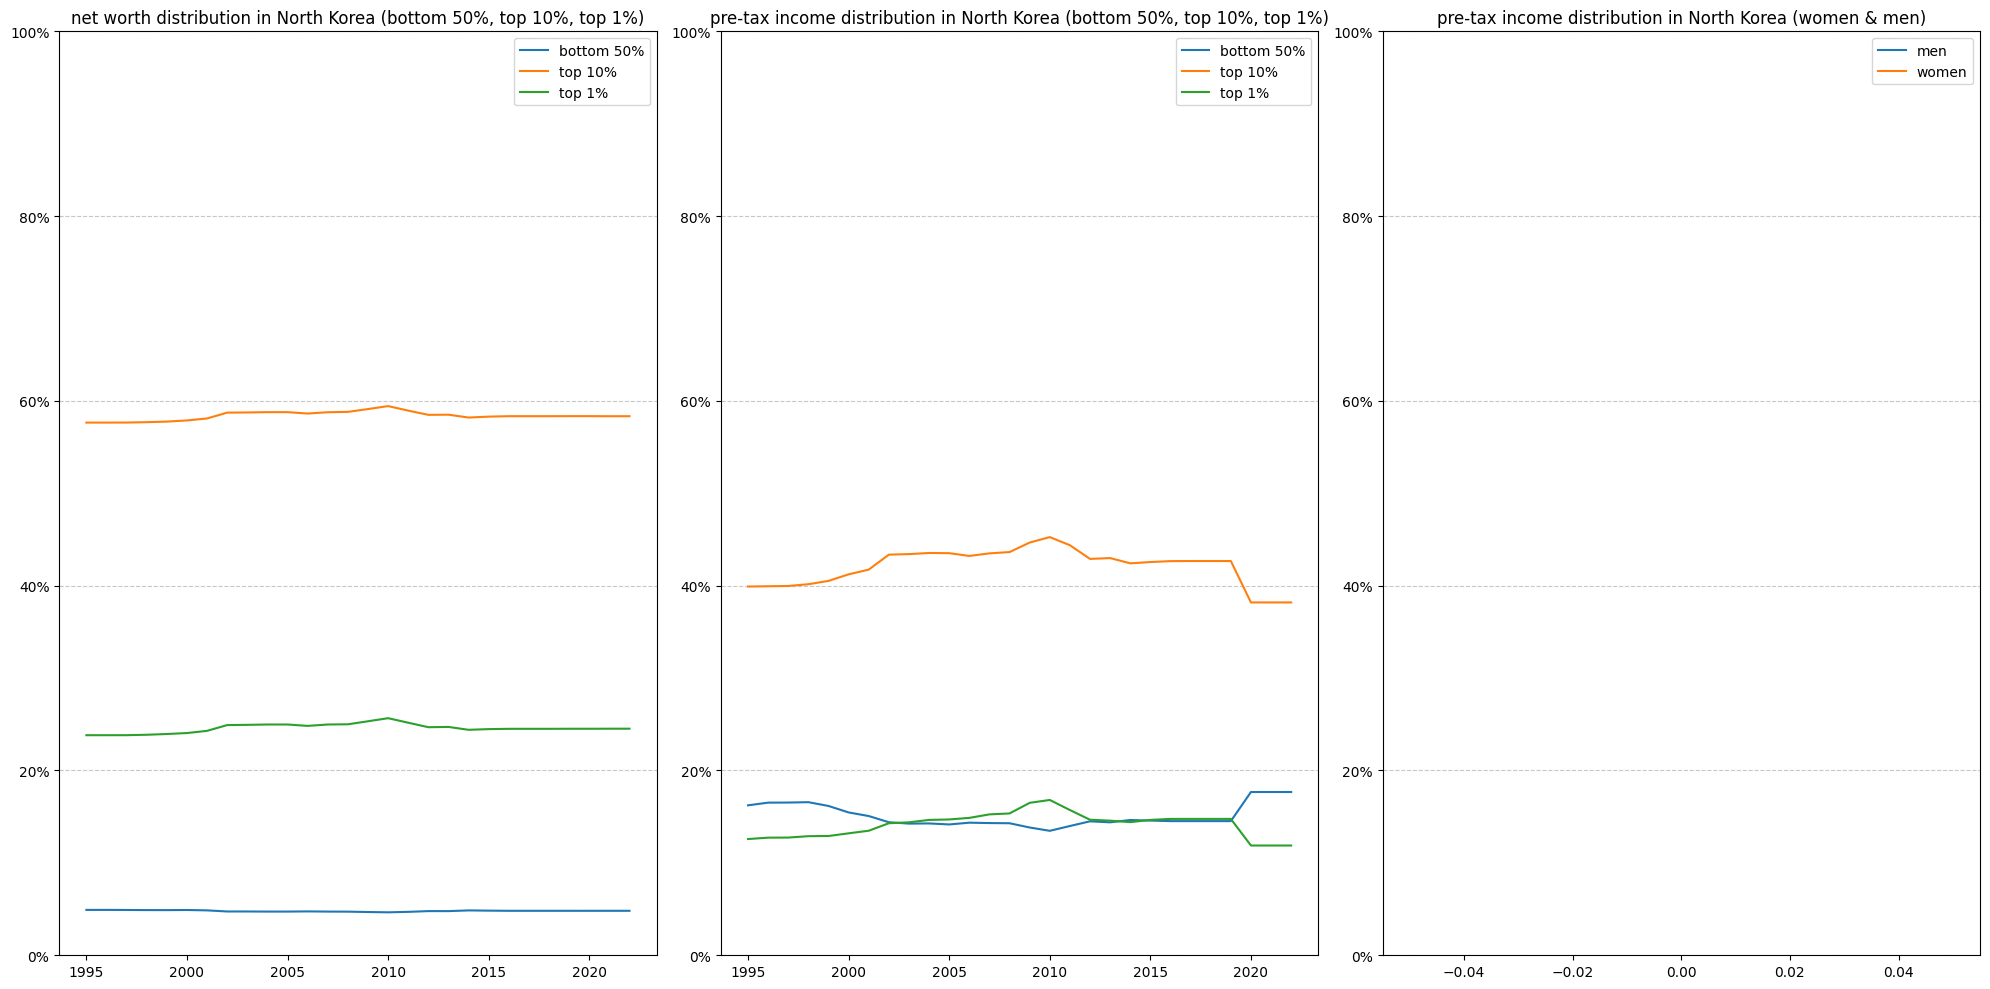 net worth distribution in North Korea (bottom 50%, top 10%, top 1%)
100%
80%
60%
40%
20%
0%
1995 2000 2005 2010 2015 2020
bottom 50%
top 10%
top 1%
pre-tax income distribution in North Korea (bottom 50%, top 10%, top 1%)
100%
80%
60%
40%
20%
0%
1995 2000 2005 2010 2015 2020
bottom 50%
top 10%
top 1%
pre-tax income distribution in North Korea (women & men)
100%
80%
60%
40%
20%
0%
−0.04 −0.02 0.00 0.02 0.04
men
women